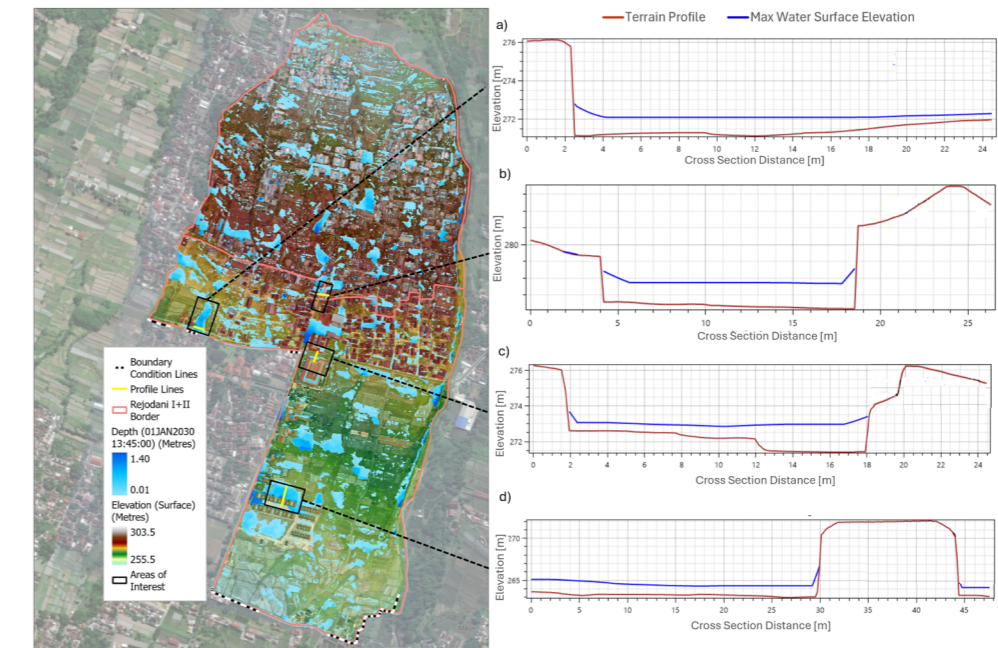 Terrain Profile Max Water Surface Elevation
a)
276
274
272
Elevation [m]
0 2 4 6 8 10 12 14 16 18 20 22 24
Cross Section Distance [m]
b)
280
Elevation [m]
0 5 10 15 20 25
Cross Section Distance [m]
c)
276
274
272
Elevation [m]
0 2 4 6 8 10 12 14 16 18 20 22 24
Cross Section Distance [m]
d)
270
265
Elevation [m]
0 5 10 15 20 25 30 35 40 45
Cross Section Distance [m]
Boundary
Condition Lines
Profile Lines
Rejodani I+II
Border
Depth (01JAN2030
13:45:00) (Metres)
1.40
0.01
Elevation (Surface)
(Metres)
303.5
255.5
Areas of
Interest